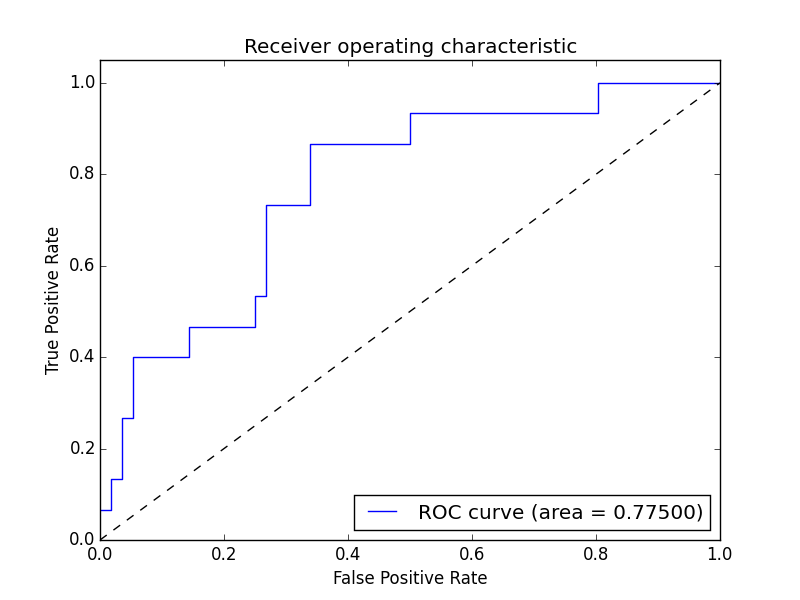 Receiver operating characteristic
1.0
0.8
0.6
0.4
0.2
0.0
True Positive Rate
ROC curve (area = 0.77500)
0.0 0.2 0.4 0.6 0.8 1.0
False Positive Rate